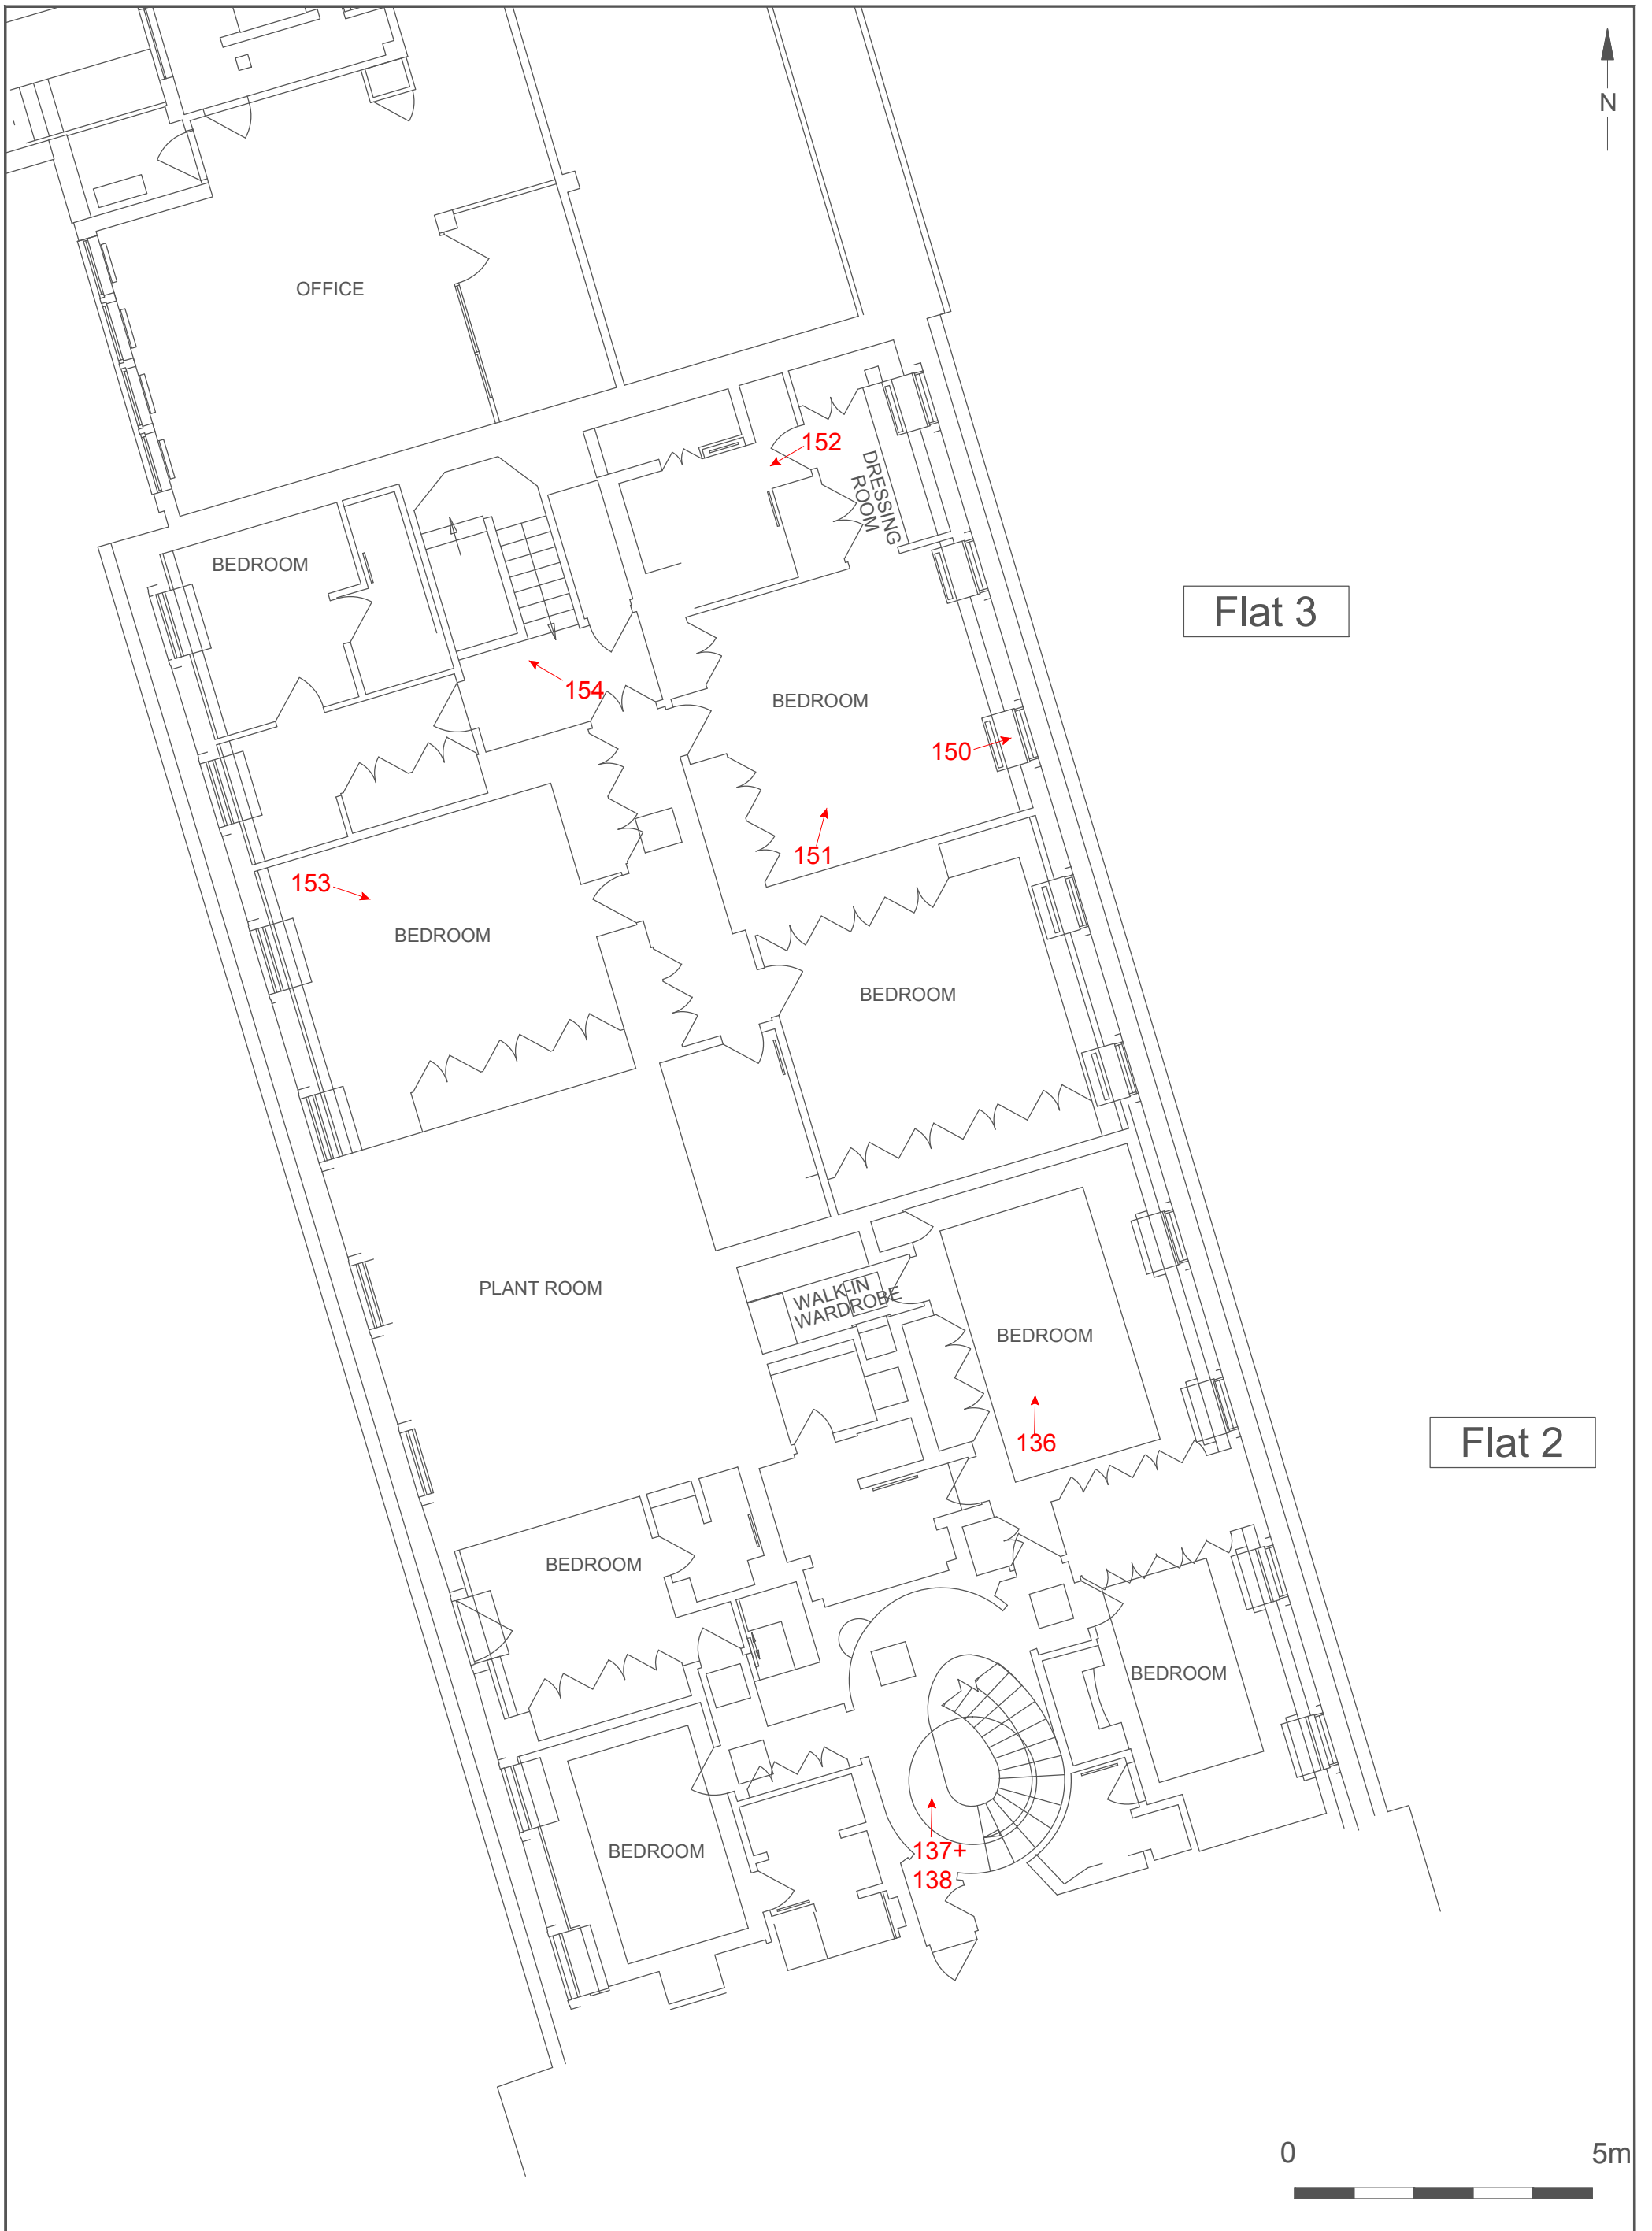 N
OFFICE
152
DRESSING
ROOM
BEDROOM
Flat 3
154
BEDROOM
150
151
153
BEDROOM
BEDROOM
PLANT ROOM
WALK-IN
WARDROBE
BEDROOM
136
Flat 2
BEDROOM
BEDROOM
137+
138
BEDROOM
0 5m